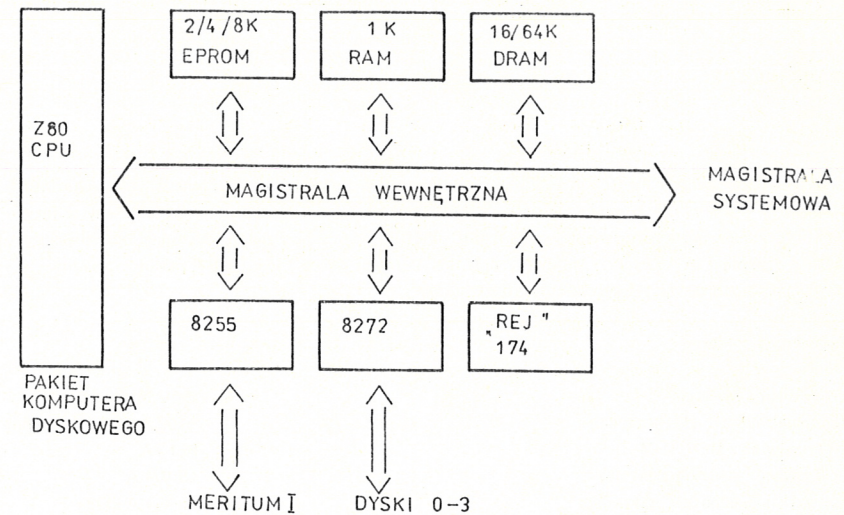 2/4/8K
EPROM
1K
RAM
16/64K
DRAM
Z80
CPU
MAGISTRALA WEWNĘTRZNA
MAGISTRALA
SYSTEMOWA
8255
8272
„REJ”
174
PAKIET
KOMPUTERA
DYSKOWEGO
MERITUM I
DYSKI 0-3